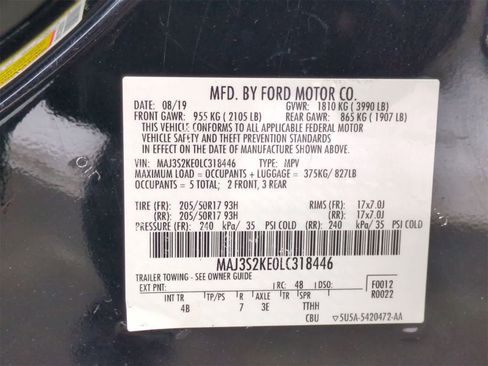 MFD. BY FORD MOTOR CO.
DATE: 08/19 GVWR: 1810 KG ( 3990 LB)
FRONT GAWR: 955 KG ( 2105 LB) REAR GAWR: 865 KG ( 1907 LB)
THIS VEHICLE CONFORMS TO ALL APPLICABLE FEDERAL MOTOR
VEHICLE SAFETY AND THEFT PREVENTION STANDARDS
IN EFFECT ON THE DATE OF MANUFACTURE SHOWN ABOVE.
VIN: MAJ3S2KE0LC318446 TYPE: MPV
MAXIMUM LOAD = OCCUPANTS + LUGGAGE = 375KG/ 827LB
OCCUPANTS = 5 TOTAL; 2 FRONT, 3 REAR
TIRE (FR): 205/50R17 93H RIMS (FR): 17x7.0J
(RR): 205/50R17 93H (RR): 17x7.0J
PRESSURE (FR): 240 kPa/ 35 PSI COLD (RR): 240 kPa/ 35 PSI COLD
MAJ3S2KE0LC318446
TRAILER TOWING - SEE OWNER GUIDE
EXT PNT: RC: 48 DSO: F0012
R0022
INT TR TP/PS R AXLE TR SPR
4B 7 3E TTHH
CBU ▽5U5A-5420472-AA